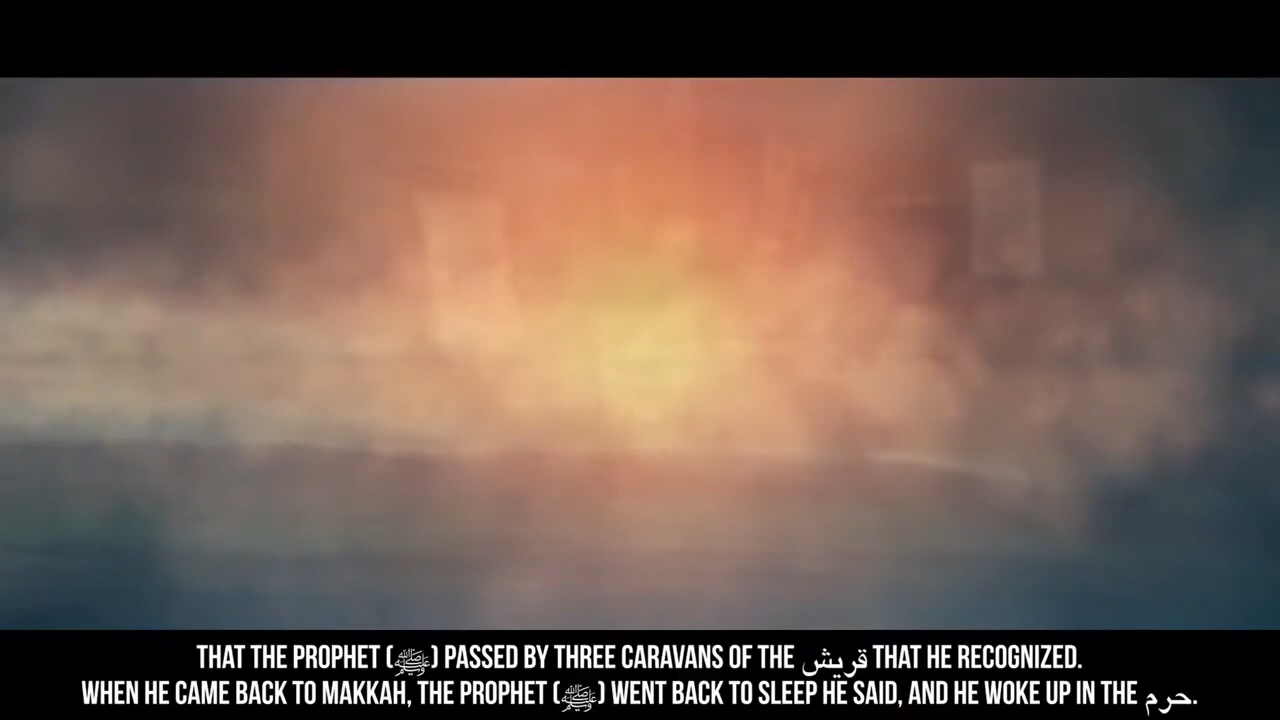 THAT THE PROPHET (ﷺ) PASSED BY THREE CARAVANS OF THE قريش THAT HE RECOGNIZED.
WHEN HE CAME BACK TO MAKKAH, THE PROPHET (ﷺ) WENT BACK TO SLEEP HE SAID, AND HE WOKE UP IN THE حرم.